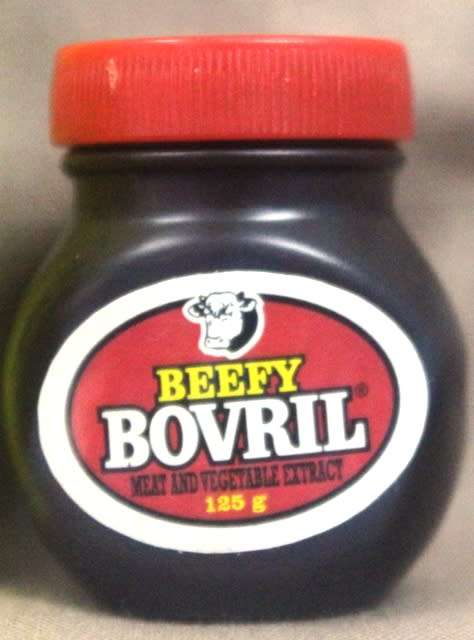 BEEFY
BOVRIL®
MEAT AND VEGETABLE EXTRACT
125 g